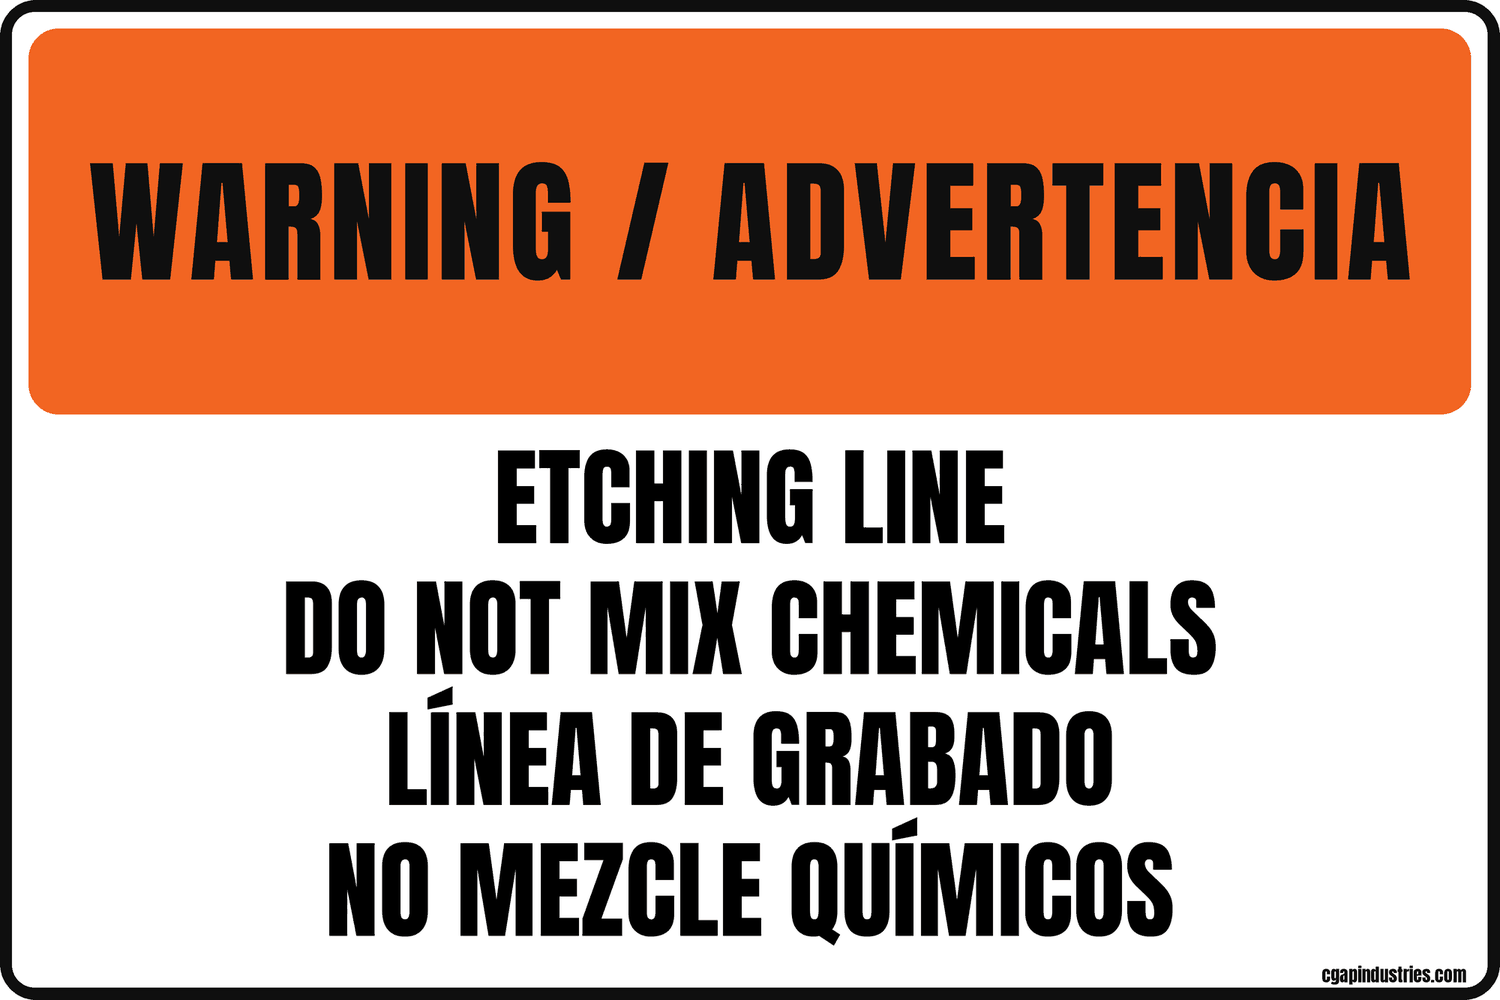 WARNING / ADVERTENCIA
ETCHING LINE
DO NOT MIX CHEMICALS
LÍNEA DE GRABADO
NO MEZCLE QUÍMICOS
cgapindustries.com